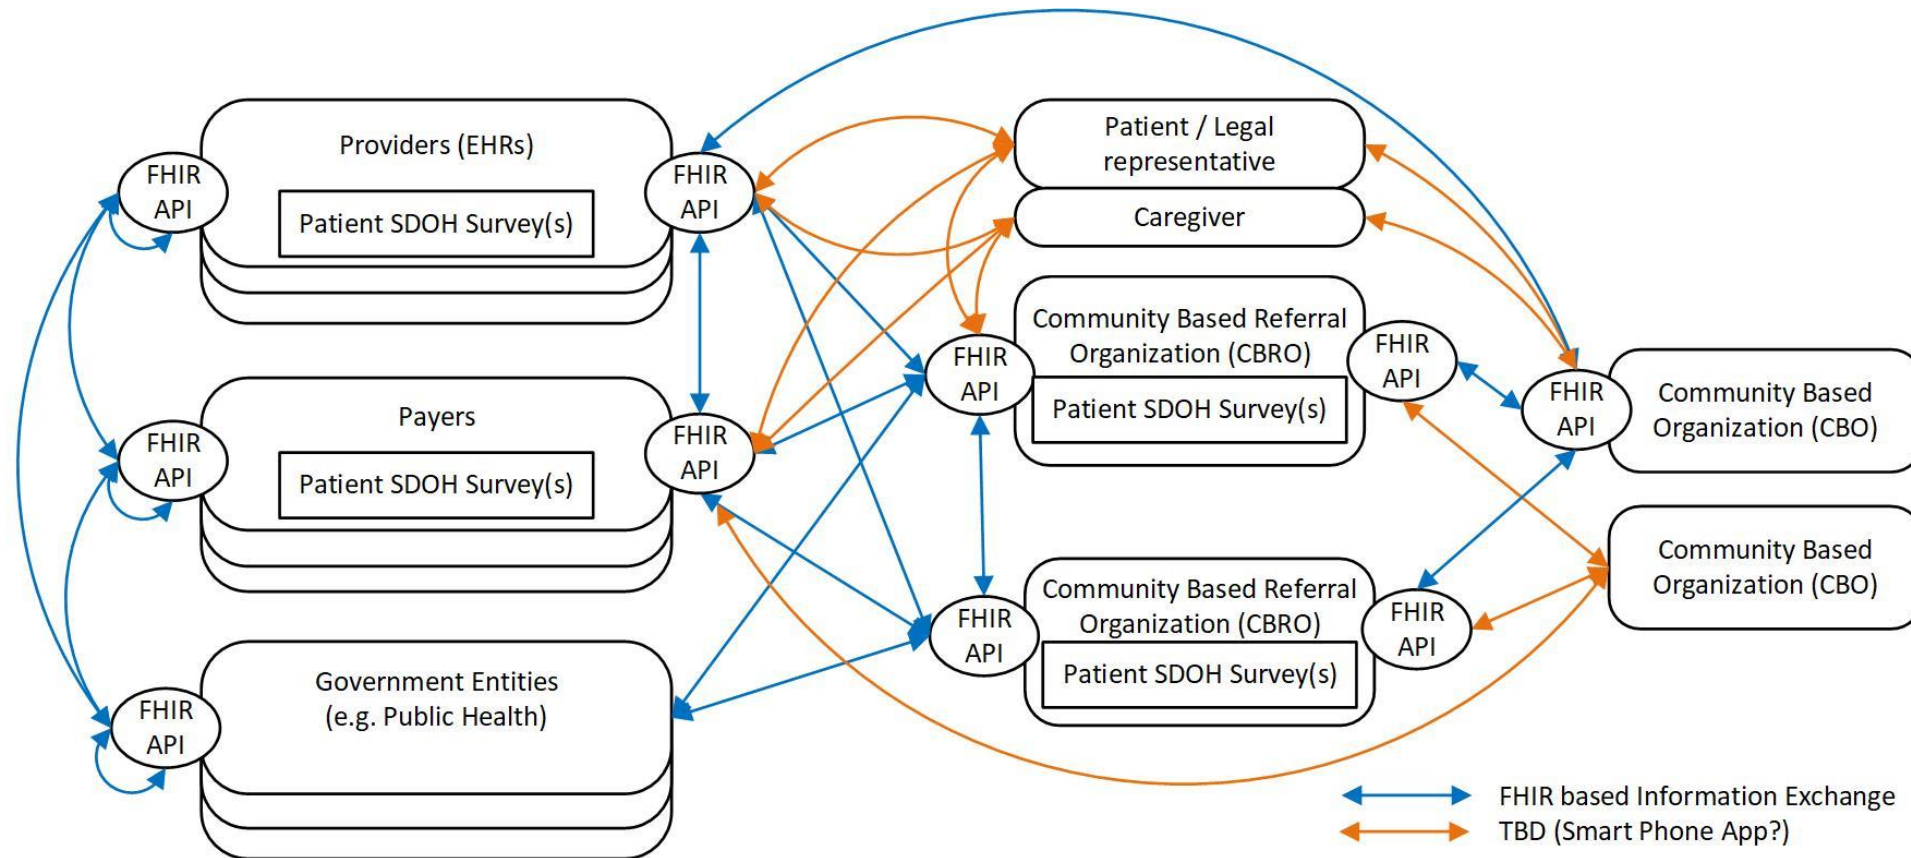 Providers (EHRs)
FHIR
API
Patient SDOH Survey(s)
FHIR
API
Payers
FHIR
API
Patient SDOH Survey(s)
FHIR
API
Government Entities
(e.g. Public Health)
FHIR
API
Patient / Legal
representative
Caregiver
Community Based Referral
Organization (CBRO)
FHIR
API
Patient SDOH Survey(s)
FHIR
API
Community Based Referral
Organization (CBRO)
FHIR
API
Patient SDOH Survey(s)
FHIR
API
FHIR
API
Community Based
Organization (CBO)
Community Based
Organization (CBO)
FHIR based Information Exchange
TBD (Smart Phone App?)